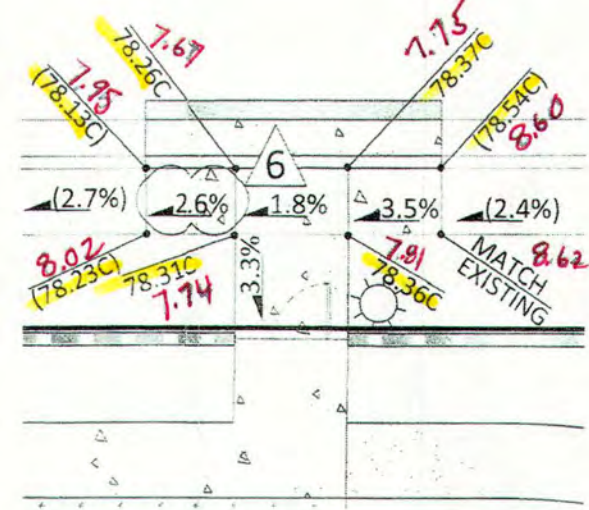 7.95
(78.13C)
7.67
78.26C
7.75
78.37C
(78.54C)
8.60
6
(2.7%)
2.6%
1.8%
3.5%
(2.4%)
8.02
(78.23C)
78.31C
7.74
3.3%
7.81
78.36C
MATCH
EXISTING
8.62